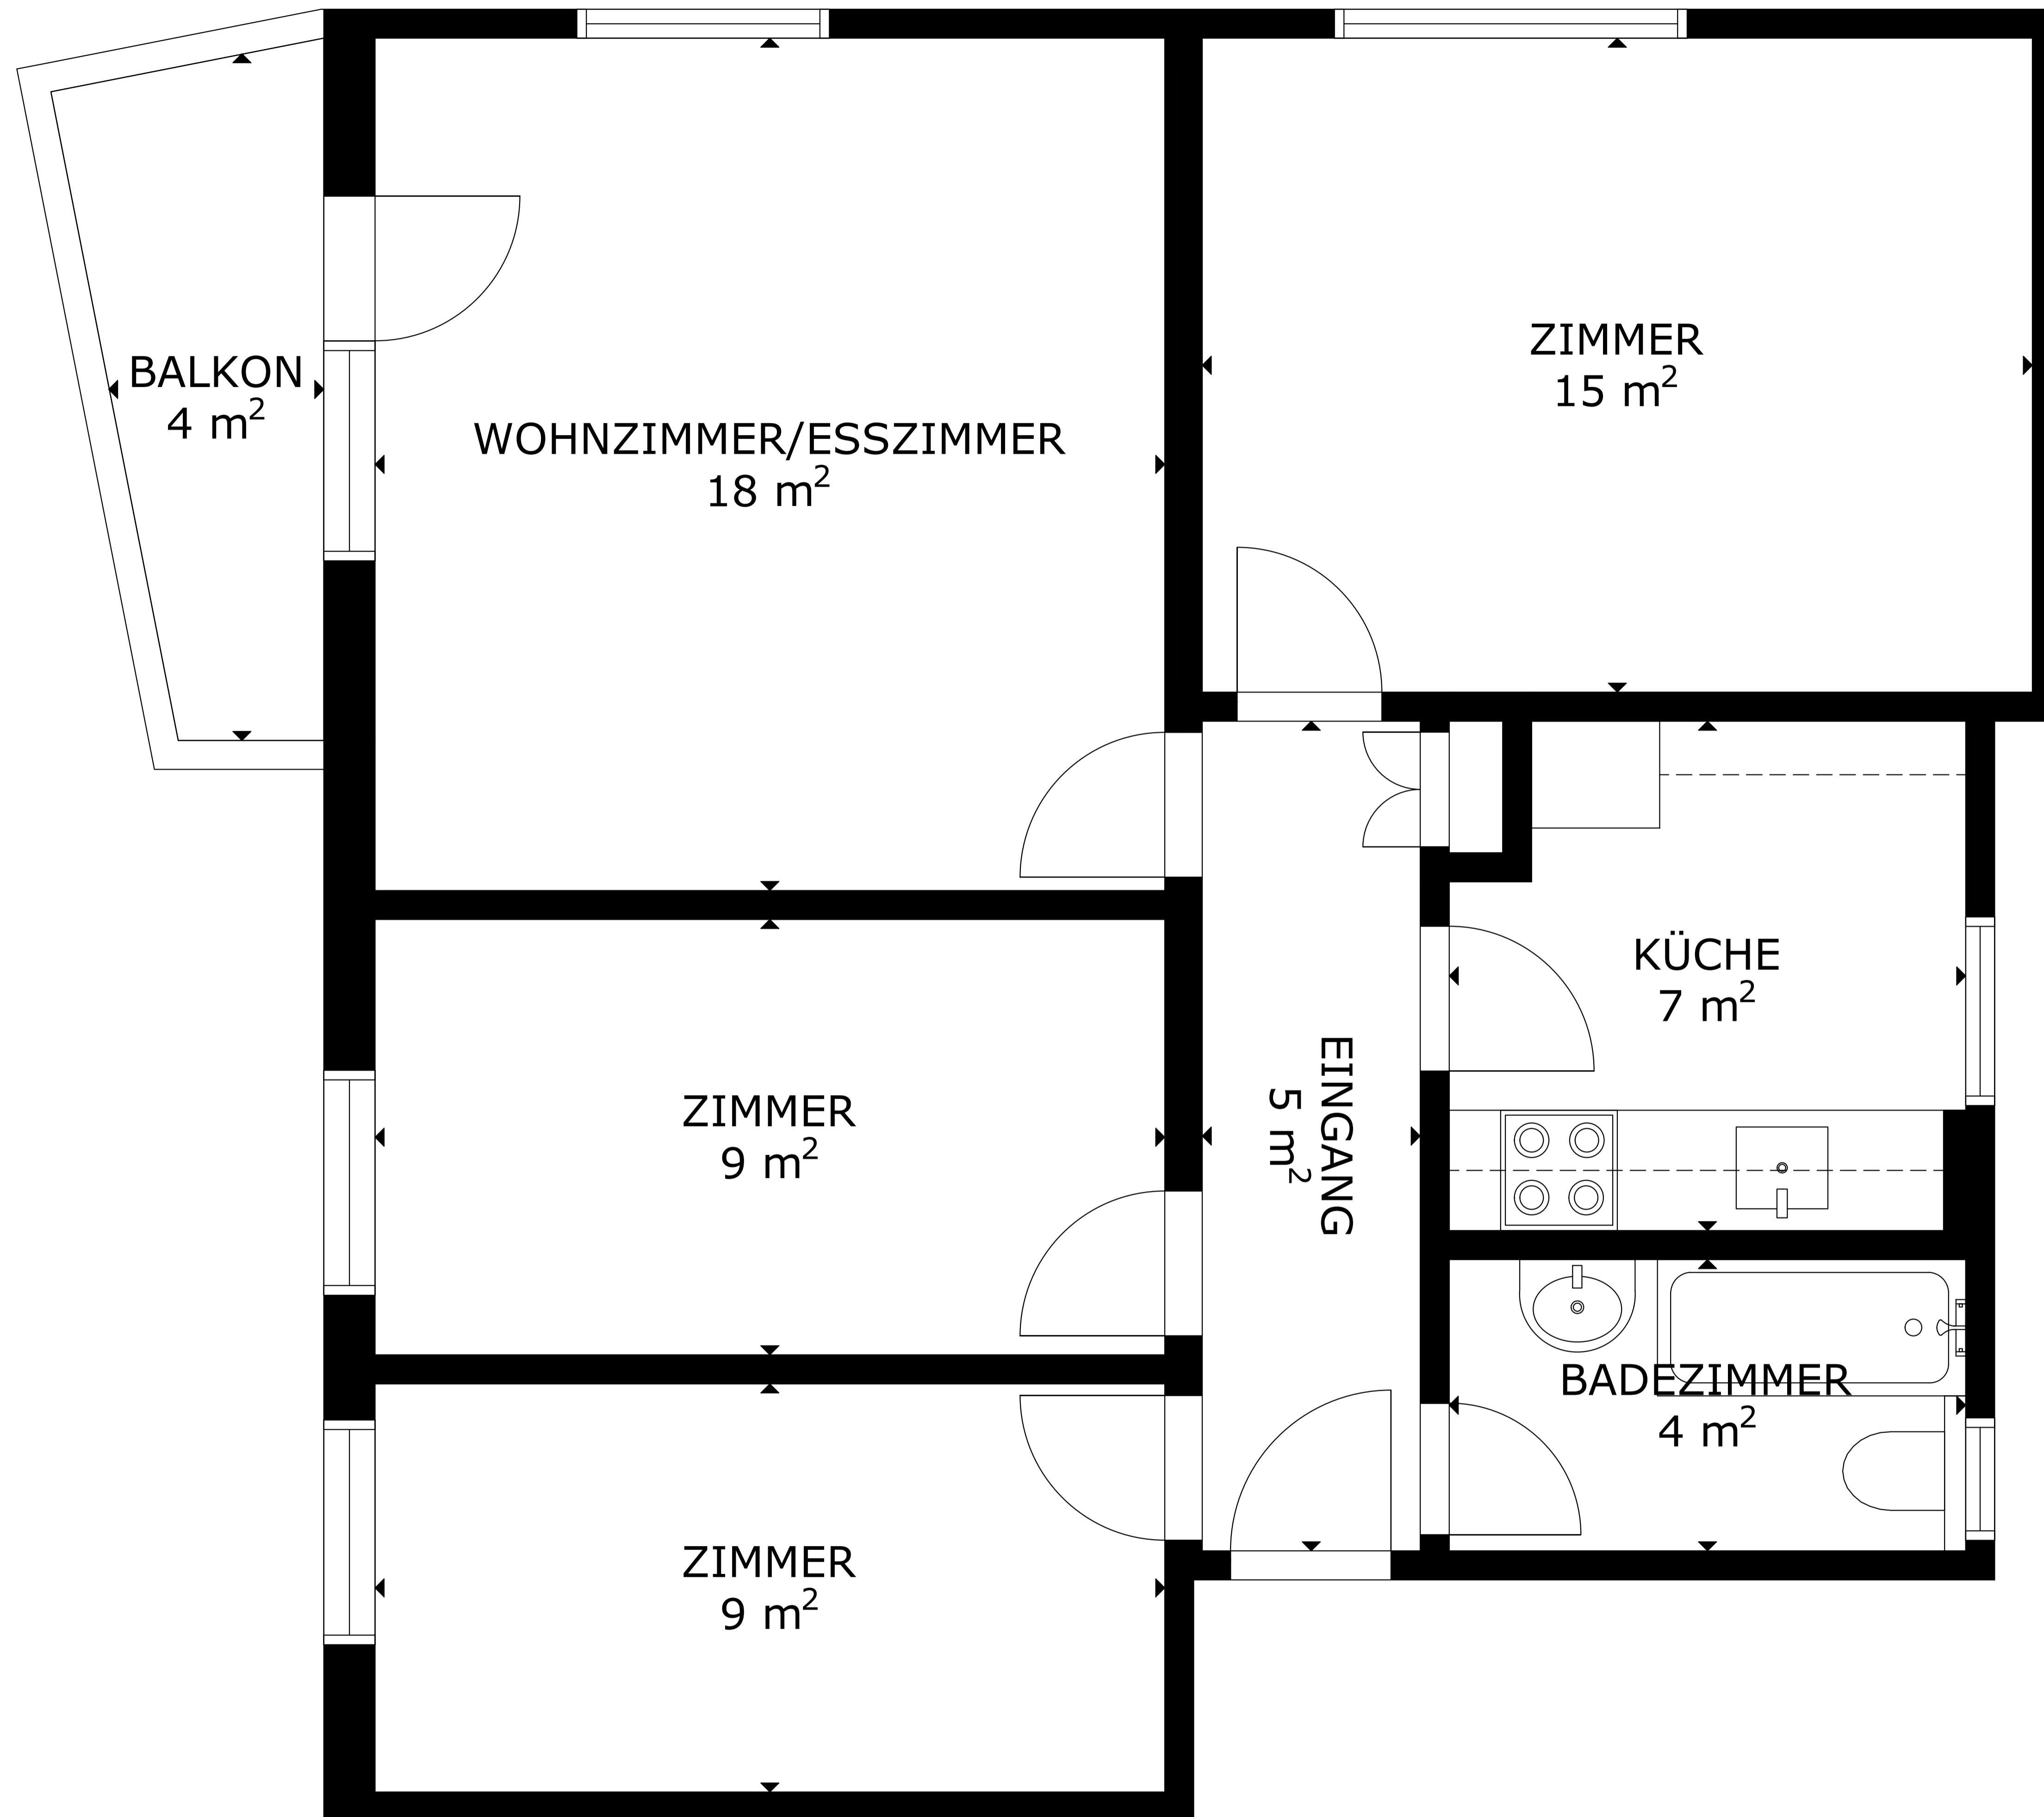 BALKON
4 m²
WOHNZIMMER/ESSZIMMER
18 m²
ZIMMER
15 m²
KÜCHE
7 m²
EINGANG
5 m²
ZIMMER
9 m²
BADEZIMMER
4 m²
ZIMMER
9 m²